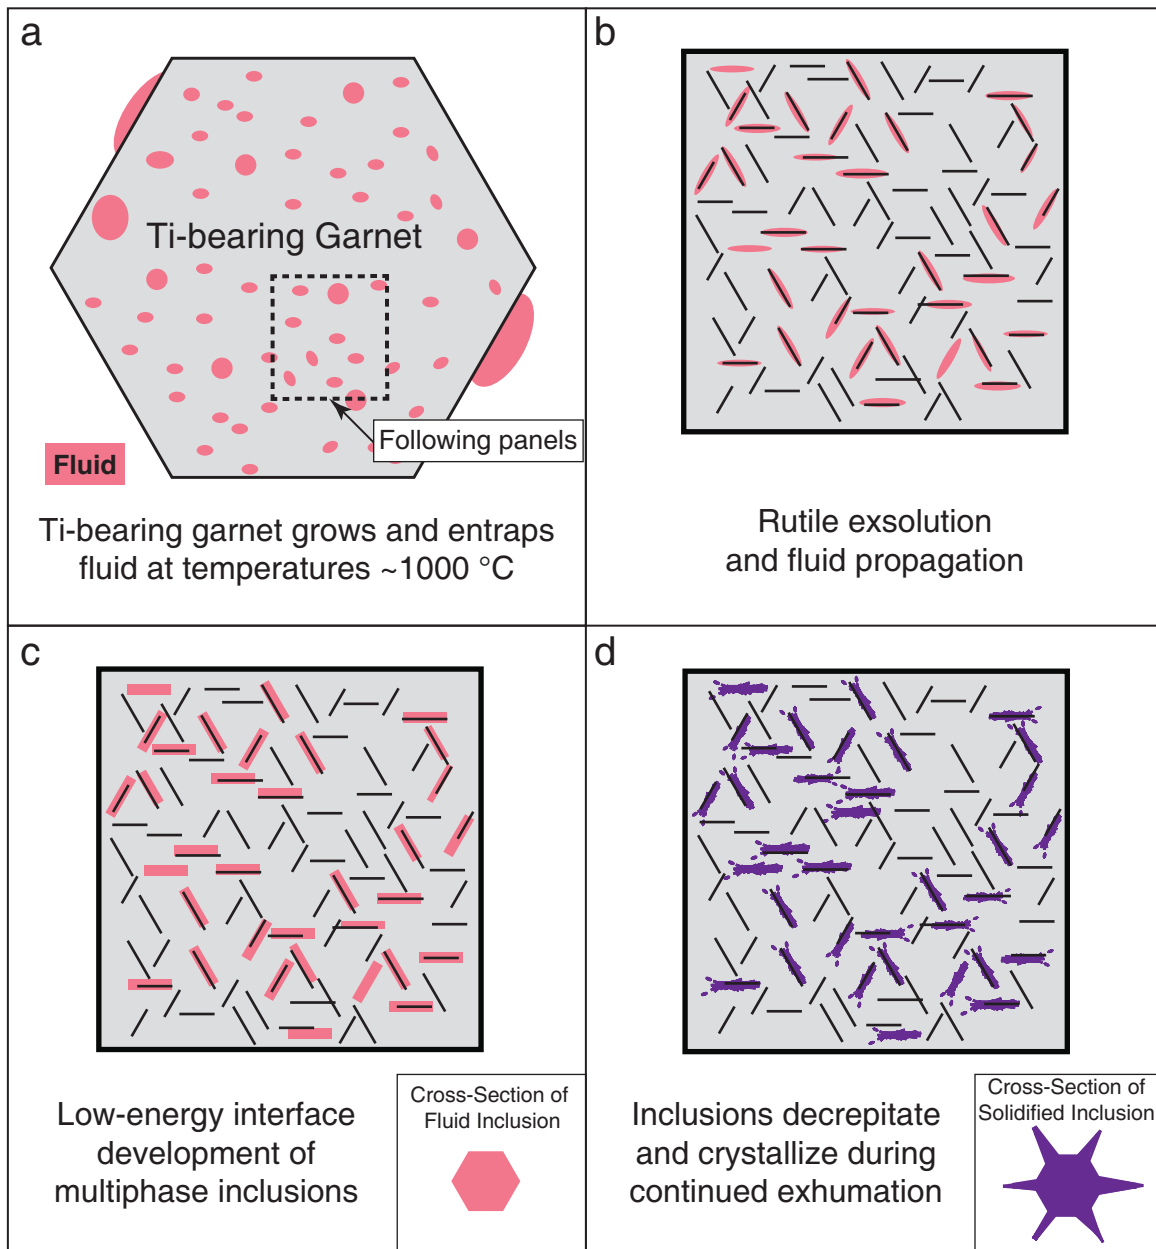 a
Ti-bearing Garnet
Following panels
Fluid
Ti-bearing garnet grows and entraps
fluid at temperatures ~1000 °C
b
Rutile exsolution
and fluid propagation
c
Low-energy interface
development of
multiphase inclusions
Cross-Section of
Fluid Inclusion
d
Inclusions decrepitate
and crystallize during
continued exhumation
Cross-Section of
Solidified Inclusion